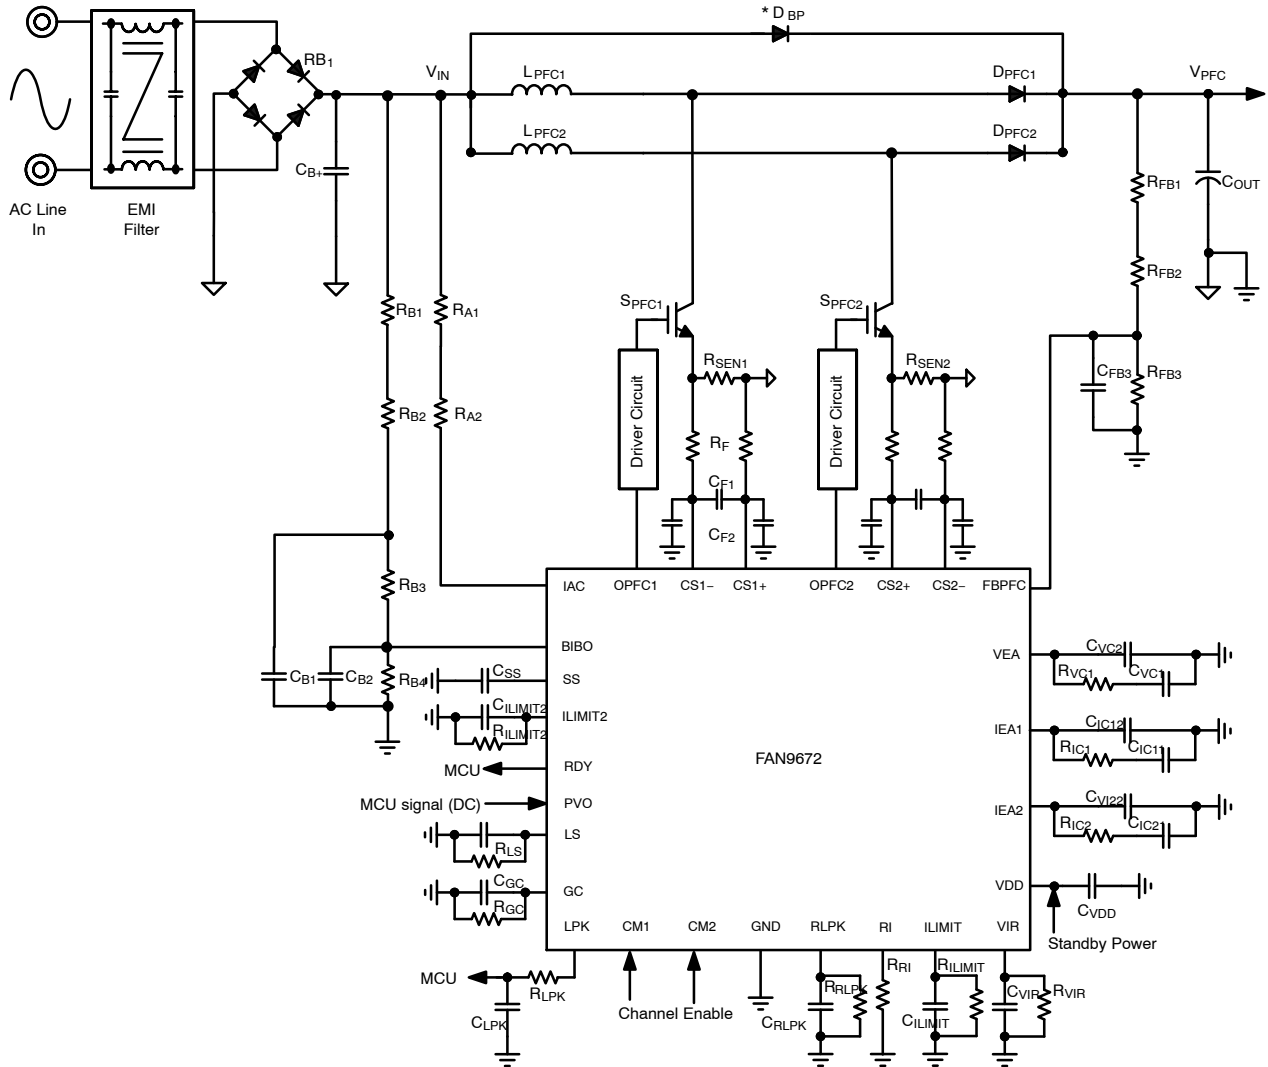 * D BP
RB1
VIN
L PFC1
DPFC1
VPFC
L PFC2
DPFC2
CB+
RFB1
COUT
AC Line
In
EMI
Filter
RFB2
RB1
RA1
SPFC1
SPFC2
RSEN1
RSEN2
CFB3
RFB3
RB2
RA2
Driver Circuit
RF
Driver Circuit
CF1
CF2
RB3
IAC
OPFC1
CS1−
CS1+
OPFC2
CS2+
CS2−
FBPFC
BIBO
VEA
CVC2
RVC1
CVC1
CB1
CB2
RB4
CSS
SS
CILIMIT2
ILIMIT2
RILIMIT2
IEA1
CIC12
RIC1
CIC11
FAN9672
MCU
RDY
MCU signal (DC)
PVO
IEA2
CVI22
RIC2
CIC21
LS
RLS
CGC
GC
RGC
VDD
CVDD
LPK
CM1
CM2
GND
RLPK
RI
ILIMIT
VIR
Standby Power
MCU
RLPK
CLPK
Channel Enable
RRLPK
CRLPK
RRI
RILIMIT
CILIMIT
CVIR
RVIR